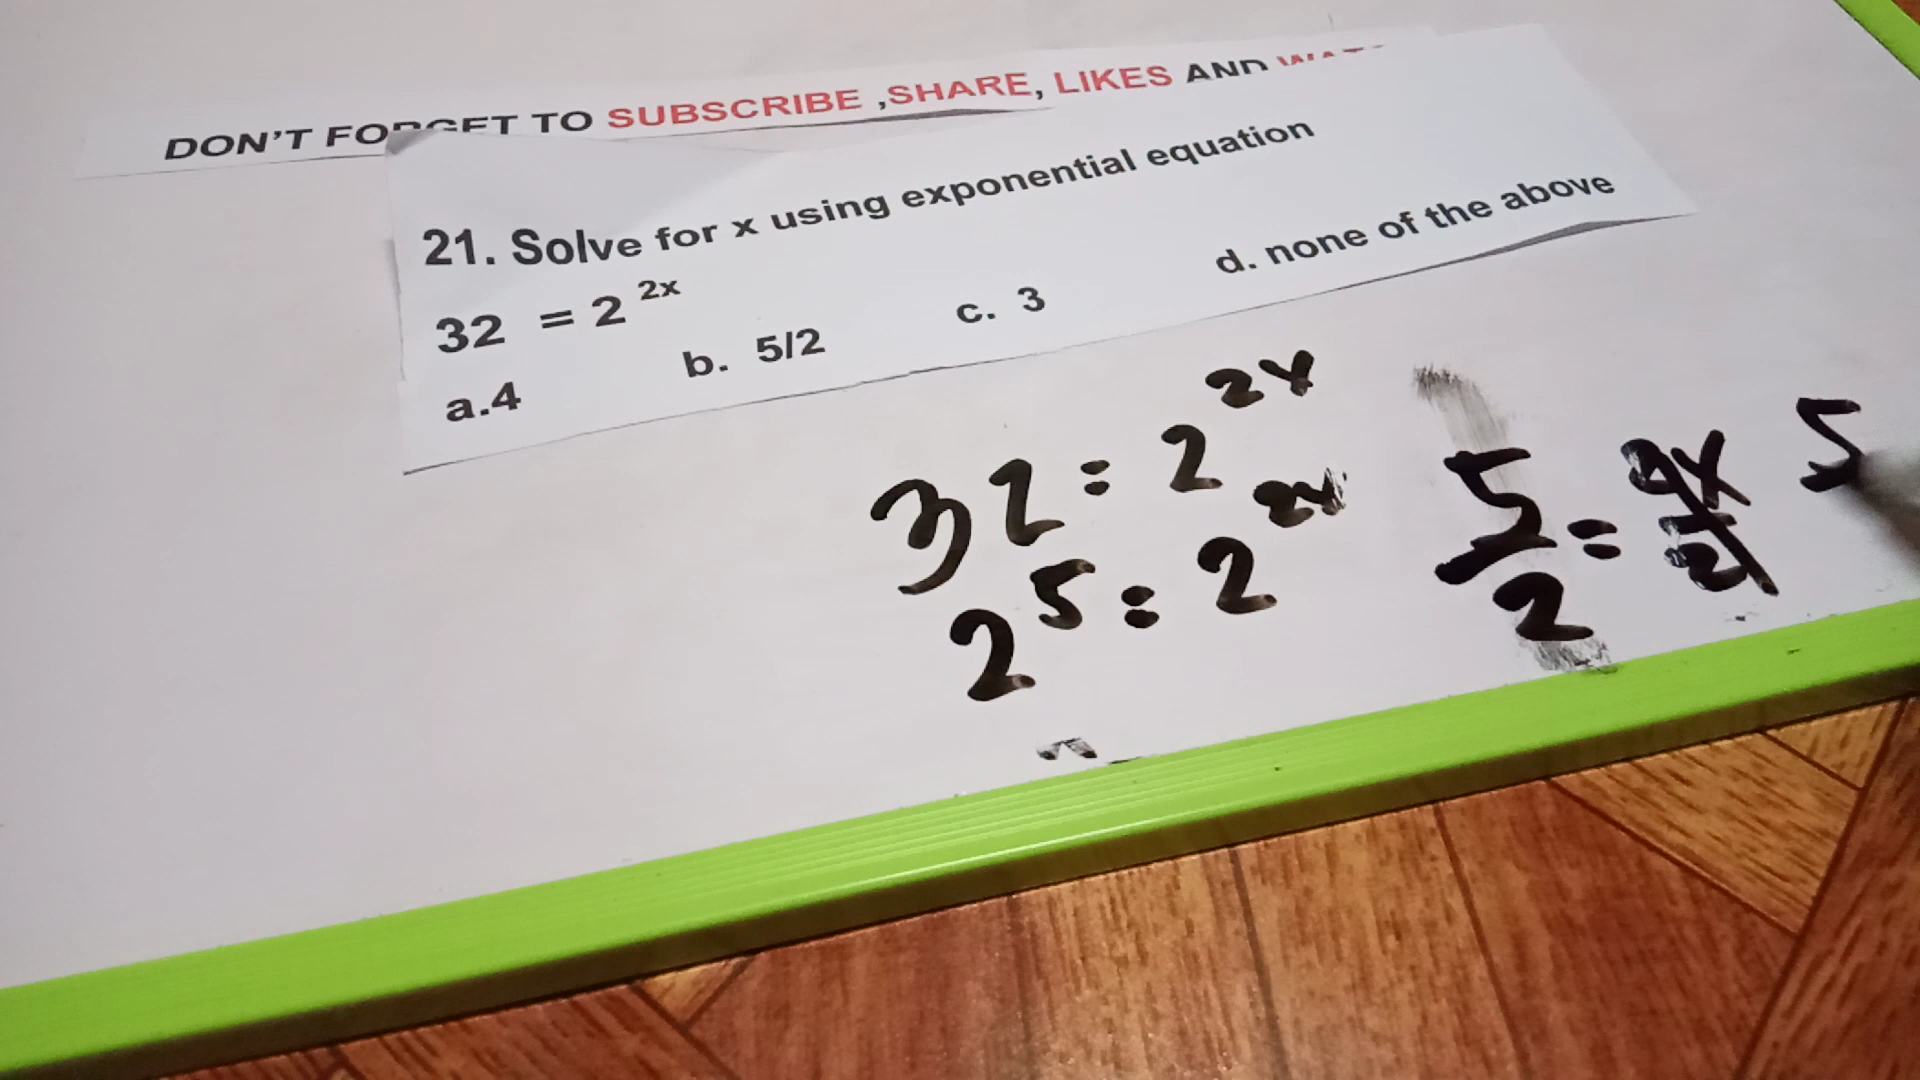 DON'T FORGET TO SUBSCRIBE ,SHARE, LIKES AND
21. Solve for x using exponential equation
32 = 2 2x
a.4 b. 5/2 c. 3 d. none of the above
32 = 2 2x
2 5 = 2 2x
5/2 = 2x/2 5